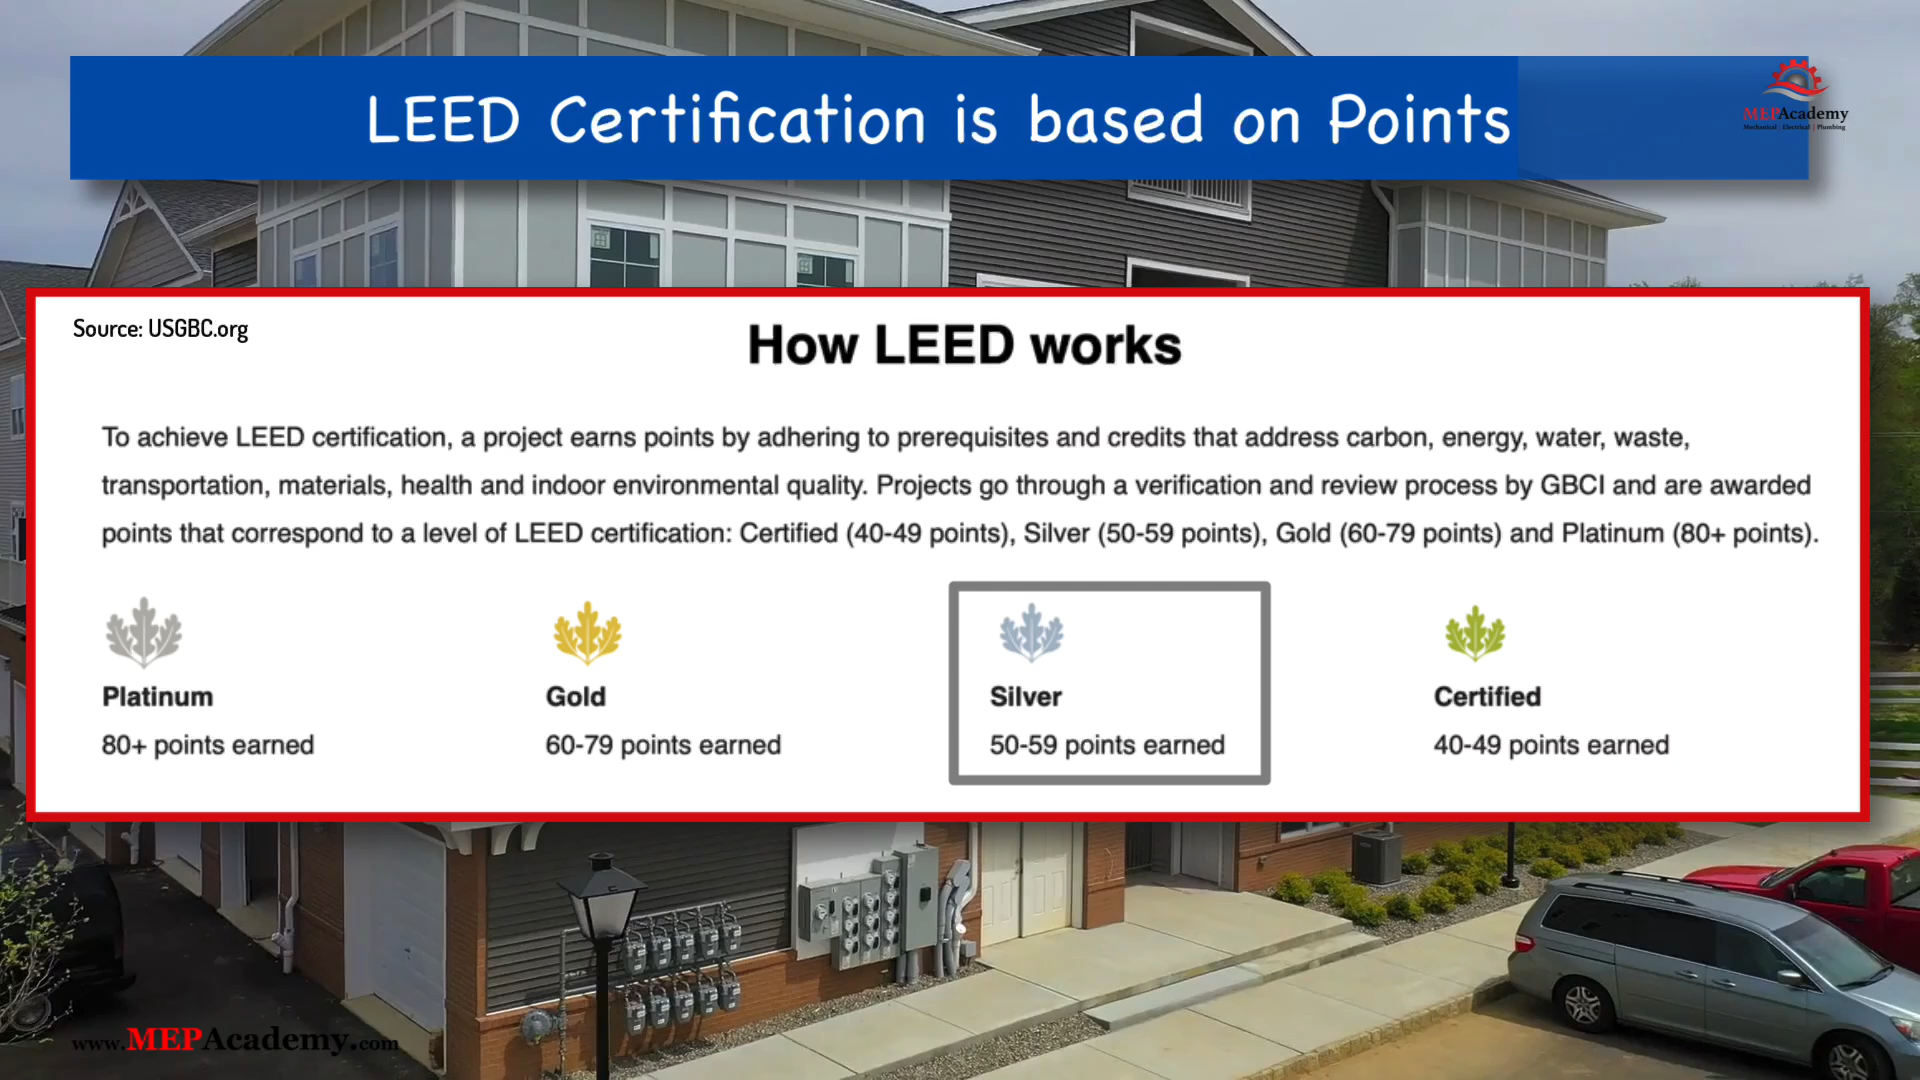 LEED Certification is based on Points
MEPAcademy
Mechanical | Electrical | Plumbing
Source: USGBC.org
How LEED works
To achieve LEED certification, a project earns points by adhering to prerequisites and credits that address carbon, energy, water, waste,
transportation, materials, health and indoor environmental quality. Projects go through a verification and review process by GBCI and are awarded
points that correspond to a level of LEED certification: Certified (40-49 points), Silver (50-59 points), Gold (60-79 points) and Platinum (80+ points).
Platinum
80+ points earned
Gold
60-79 points earned
Silver
50-59 points earned
Certified
40-49 points earned
www.MEPAcademy.com